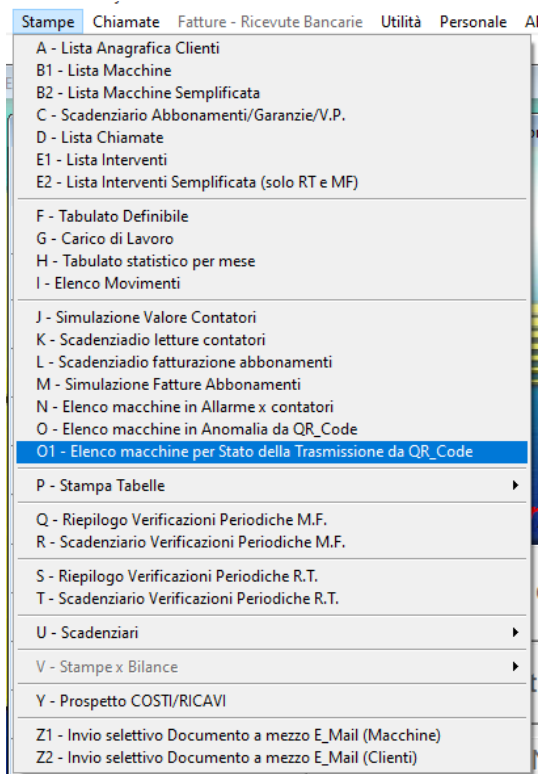 Stampe Chiamate Fatture - Ricevute Bancarie Utilità Personale
A - Lista Anagrafica Clienti
B1 - Lista Macchine
B2 - Lista Macchine Semplificata
C - Scadenziario Abbonamenti/Garanzie/V.P.
D - Lista Chiamate
E1 - Lista Interventi
E2 - Lista Interventi Semplificata (solo RT e MF)
F - Tabulato Definibile
G - Carico di Lavoro
H - Tabulato statistico per mese
I - Elenco Movimenti
J - Simulazione Valore Contatori
K - Scadenziadio letture contatori
L - Scadenziadio fatturazione abbonamenti
M - Simulazione Fatture Abbonamenti
N - Elenco macchine in Allarme x contatori
O - Elenco macchine in Anomalia da QR_Code
O1 - Elenco macchine per Stato della Trasmissione da QR_Code
P - Stampa Tabelle
Q - Riepilogo Verificazioni Periodiche M.F.
R - Scadenziario Verificazioni Periodiche M.F.
S - Riepilogo Verificazioni Periodiche R.T.
T - Scadenziario Verificazioni Periodiche R.T.
U - Scadenziari
V - Stampe x Bilance
Y - Prospetto COSTI/RICAVI
Z1 - Invio selettivo Documento a mezzo E_Mail (Macchine)
Z2 - Invio selettivo Documento a mezzo E_Mail (Clienti)